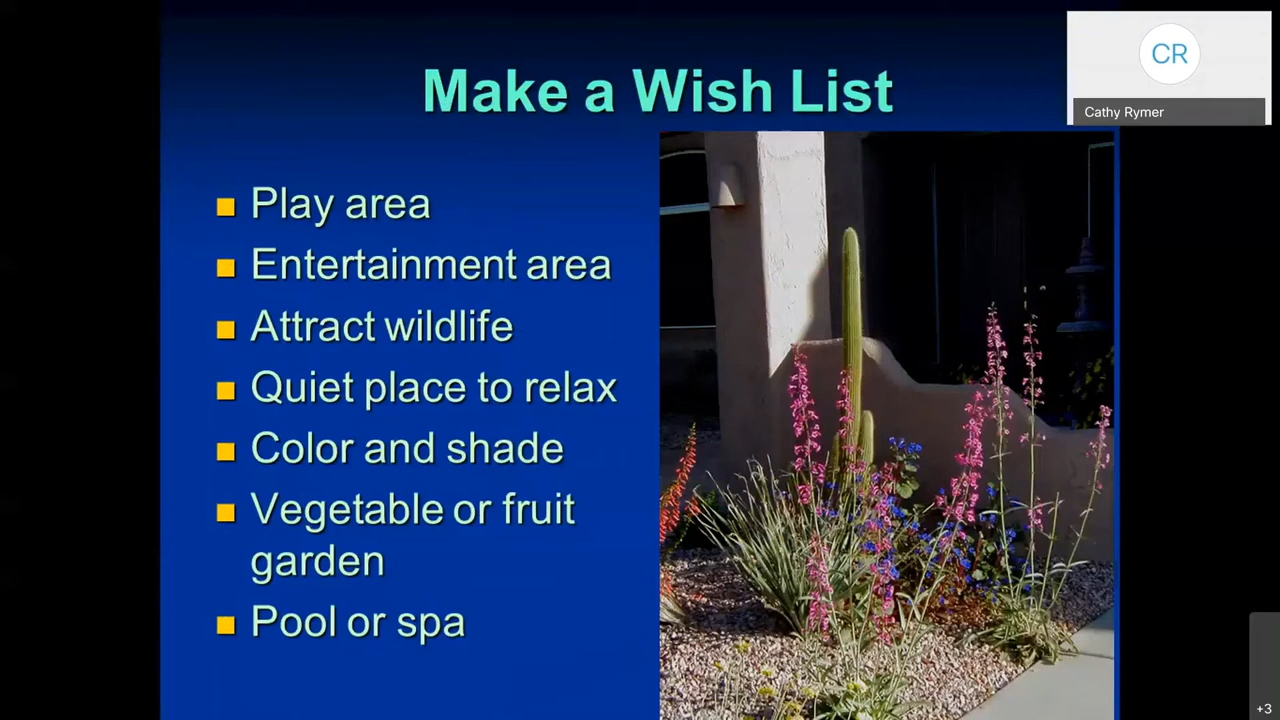 Make a Wish List
CR
Cathy Rymer
Play area
Entertainment area
Attract wildlife
Quiet place to relax
Color and shade
Vegetable or fruit
garden
Pool or spa
+3